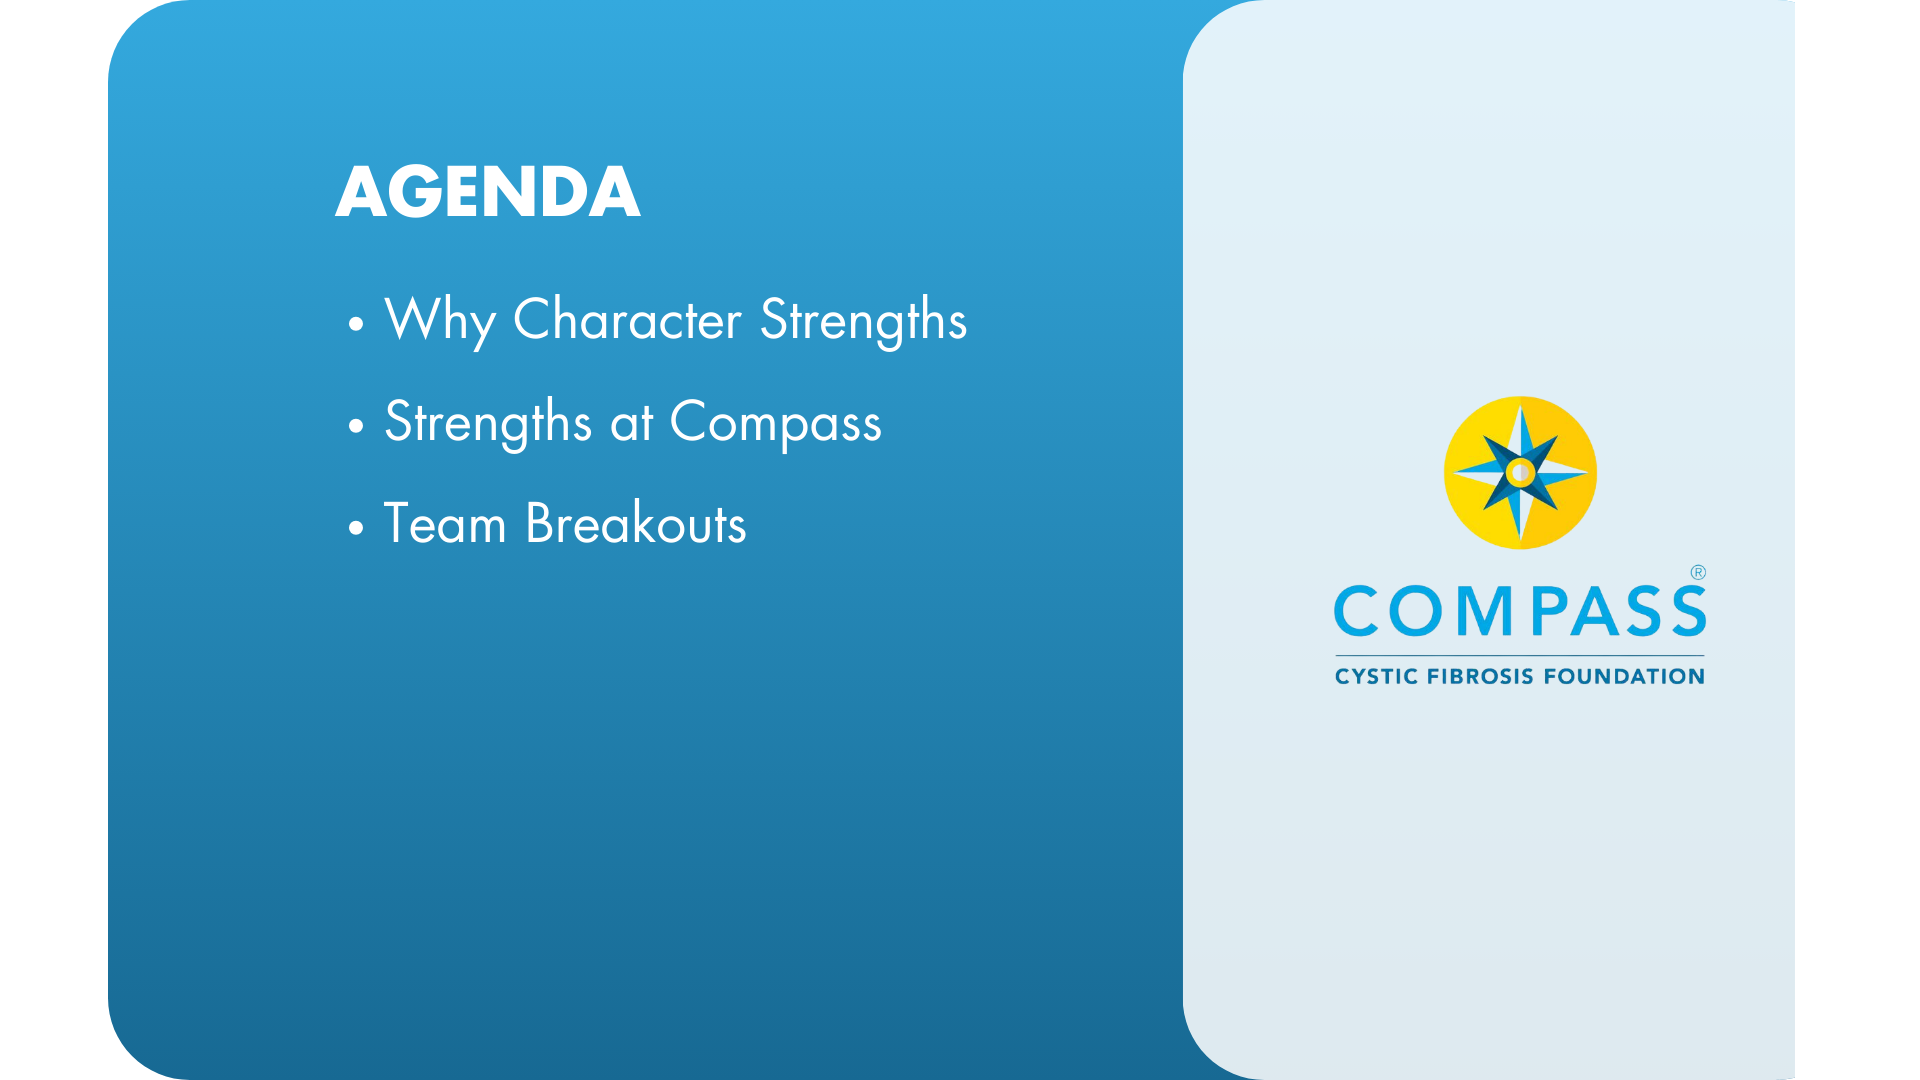 AGENDA
• Why Character Strengths
• Strengths at Compass
• Team Breakouts
COMPASS®
CYSTIC FIBROSIS FOUNDATION